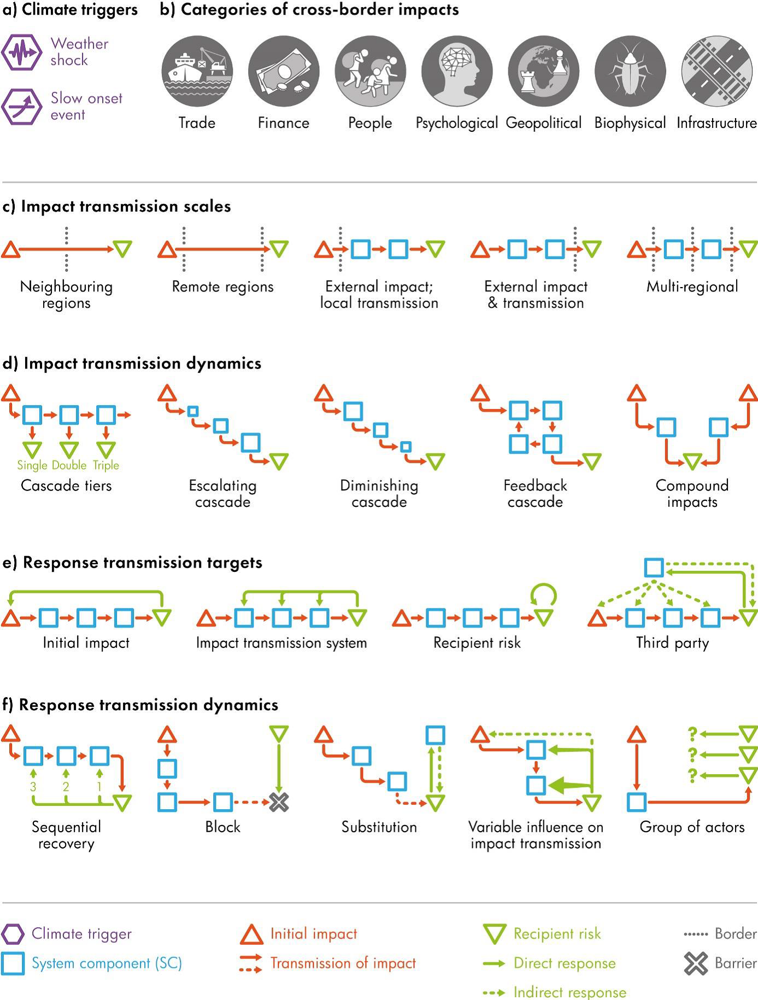 a) Climate triggers
Weather
shock
Slow onset
event
b) Categories of cross-border impacts
Trade
Finance
People
Psychological
Geopolitical
Biophysical
Infrastructure
c) Impact transmission scales
Neighbouring
regions
Remote regions
External impact;
local transmission
External impact
& transmission
Multi-regional
d) Impact transmission dynamics
Single Double Triple
Cascade tiers
Escalating
cascade
Diminishing
cascade
Feedback
cascade
Compound
impacts
e) Response transmission targets
Initial impact
Impact transmission system
Recipient risk
Third party
f) Response transmission dynamics
3 2 1
Sequential
recovery
Block
Substitution
Variable influence on
impact transmission
?
?
?
Group of actors
Climate trigger
System component (SC)
Initial impact
Transmission of impact
Recipient risk
Direct response
Indirect response
Border
Barrier